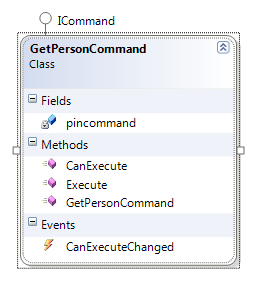 ICommand
GetPersonCommand
Class
Fields
pincommand
Methods
CanExecute
Execute
GetPersonCommand
Events
CanExecuteChanged